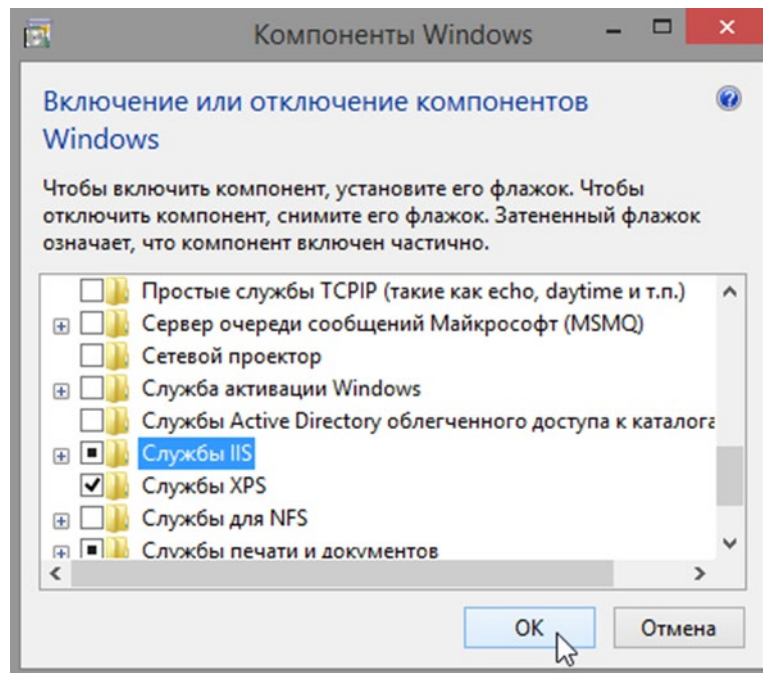 Компоненты Windows
Включение или отключение компонентов
Windows
Чтобы включить компонент, установите его флажок. Чтобы
отключить компонент, снимите его флажок. Затененный флажок
означает, что компонент включен частично.
Простые службы TCPIP (такие как echo, daytime и т.п.)
Сервер очереди сообщений Майкрософт (MSMQ)
Сетевой проектор
Служба активации Windows
Службы Active Directory облегченного доступа к каталога
Службы IIS
Службы XPS
Службы для NFS
Службы печати и документов
ОК
Отмена